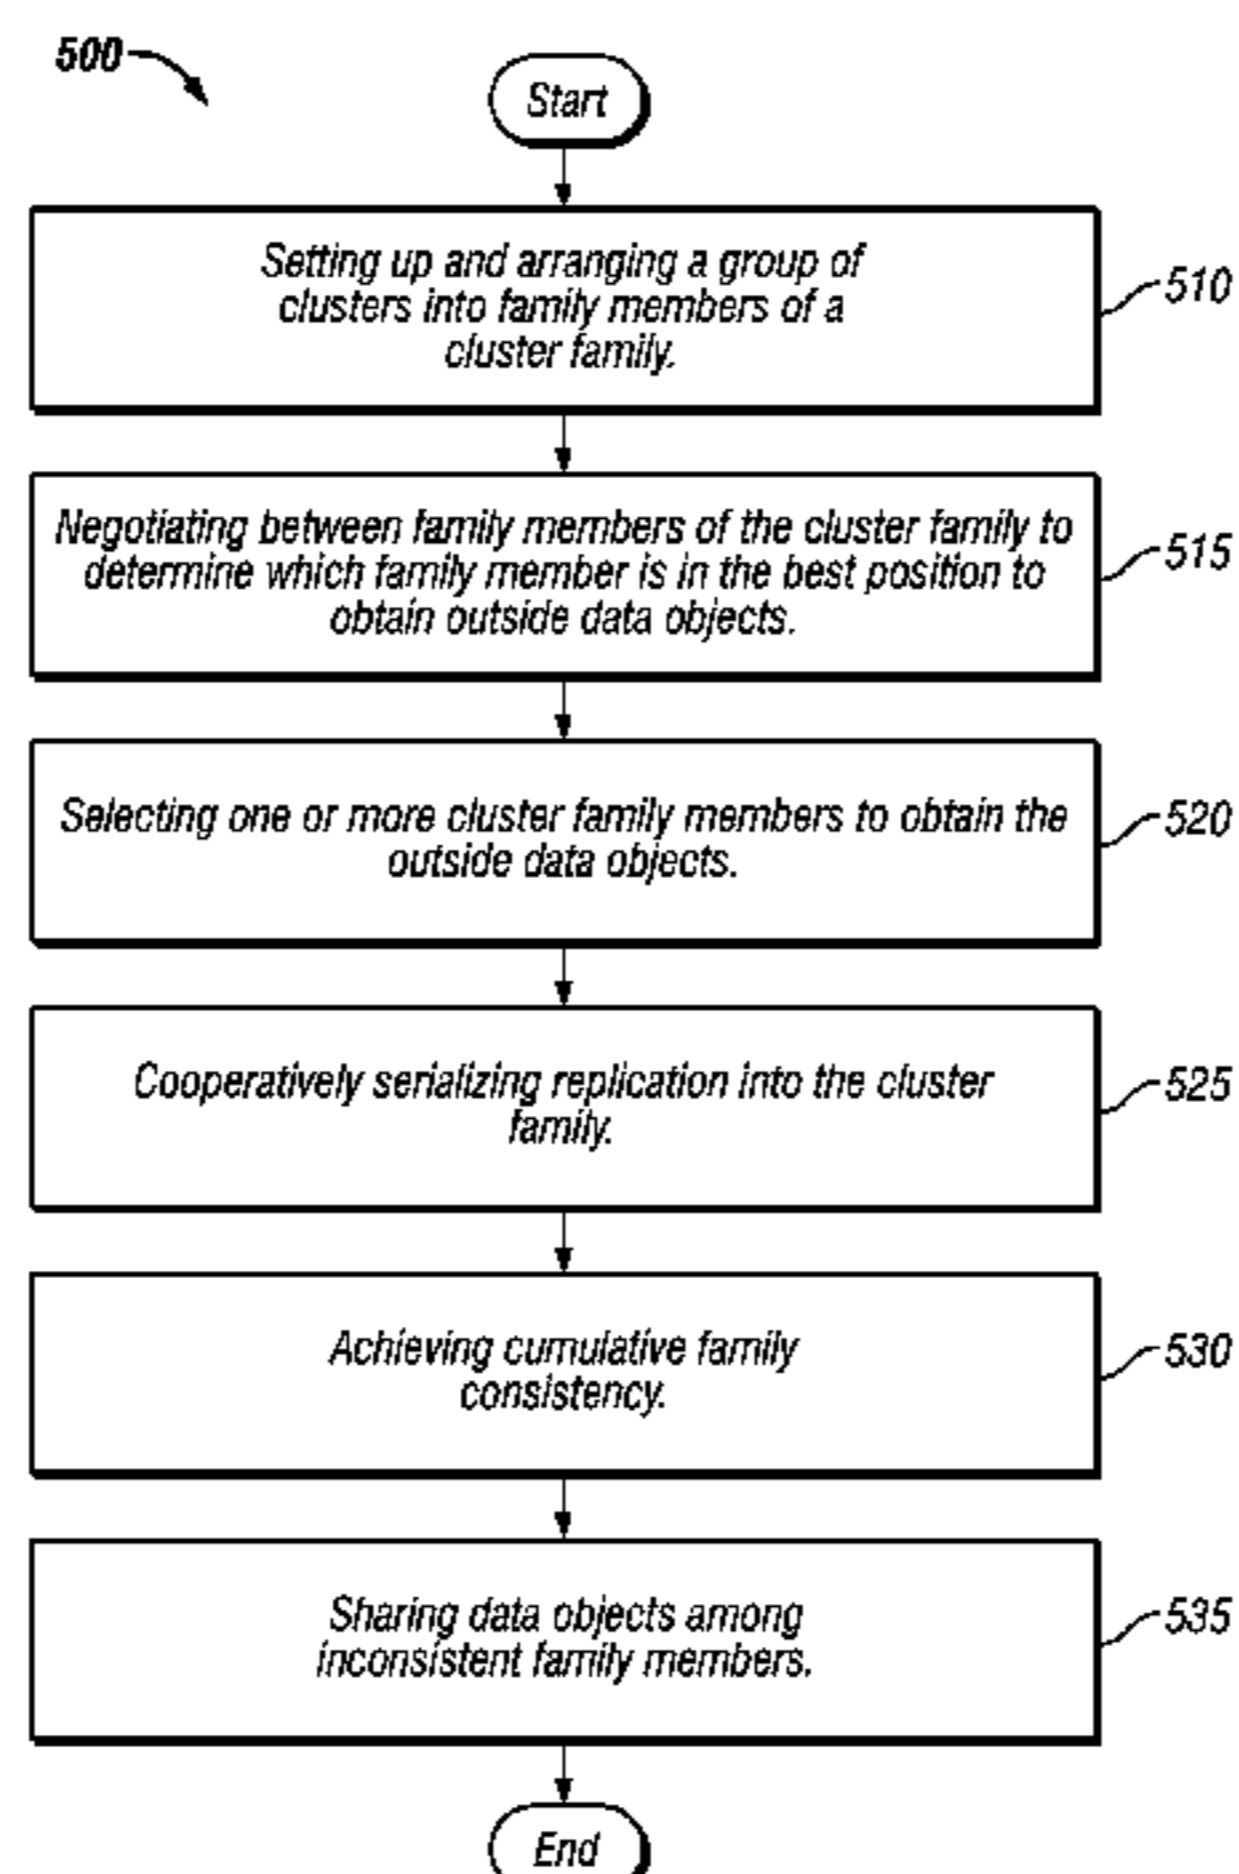 500
Start
Setting up and arranging a group of
clusters into family members of a
cluster family.
510
Negotiating between family members of the cluster family to
determine which family member is in the best position to
obtain outside data objects.
515
Selecting one or more cluster family members to obtain the
outside data objects.
520
Cooperatively serializing replication into the cluster
family.
525
Achieving cumulative family
consistency.
530
Sharing data objects among
inconsistent family members.
535
End